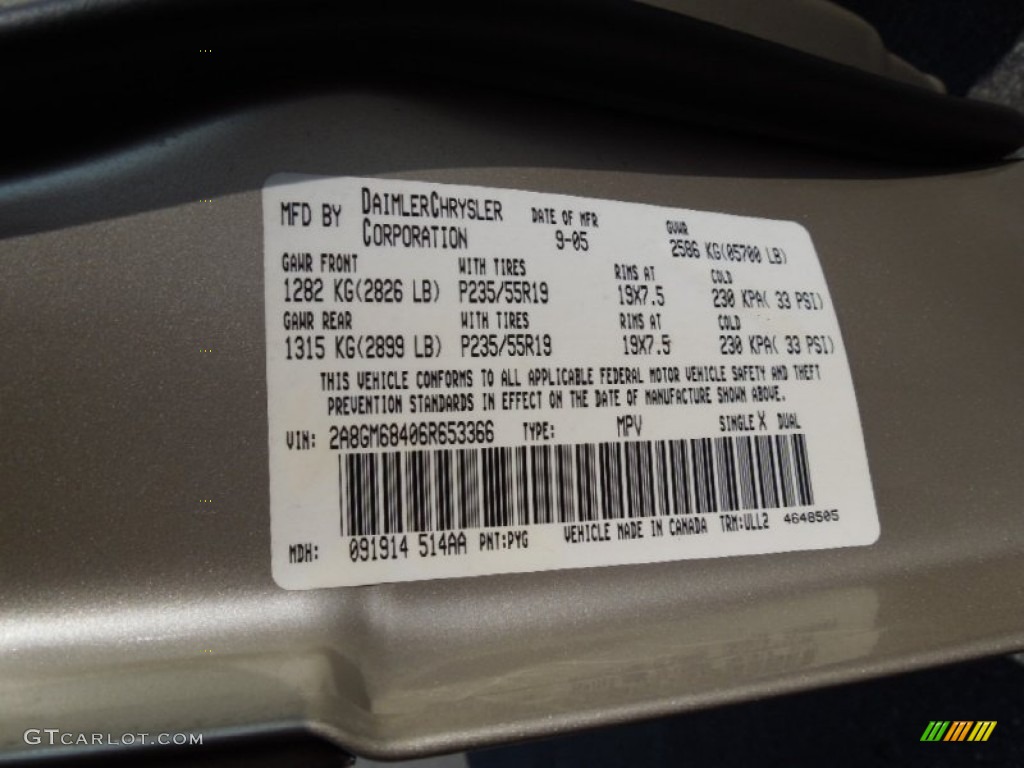 MFD BY DAIMLERCHRYSLER CORPORATION DATE OF MFR 9-05 GVWR 2586 KG(05700 LB)
GAWR FRONT WITH TIRES RIMS AT COLD
1282 KG(2826 LB) P235/55R19 19X7.5 230 KPA( 33 PSI)
GAWR REAR WITH TIRES RIMS AT COLD
1315 KG(2899 LB) P235/55R19 19X7.5 230 KPA( 33 PSI)
THIS VEHICLE CONFORMS TO ALL APPLICABLE FEDERAL MOTOR VEHICLE SAFETY AND THEFT
PREVENTION STANDARDS IN EFFECT ON THE DATE OF MANUFACTURE SHOWN ABOVE.
VIN: 2A8GM68406R653366 TYPE: MPV SINGLE X DUAL
MDH: 091914 514AA PNT:PYG VEHICLE MADE IN CANADA TRM:ULL2 4648505
GTCARLOT.COM